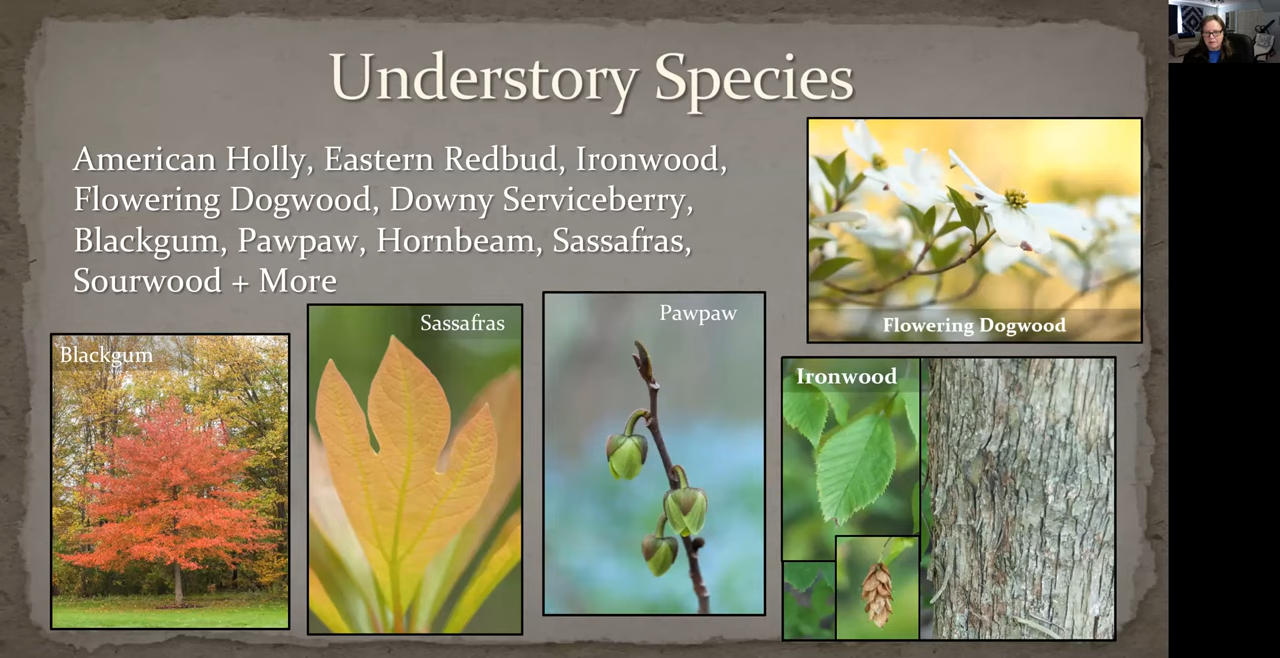 Understory Species
American Holly, Eastern Redbud, Ironwood,
Flowering Dogwood, Downy Serviceberry,
Blackgum, Pawpaw, Hornbeam, Sassafras,
Sourwood + More
Blackgum
Sassafras
Pawpaw
Flowering Dogwood
Ironwood